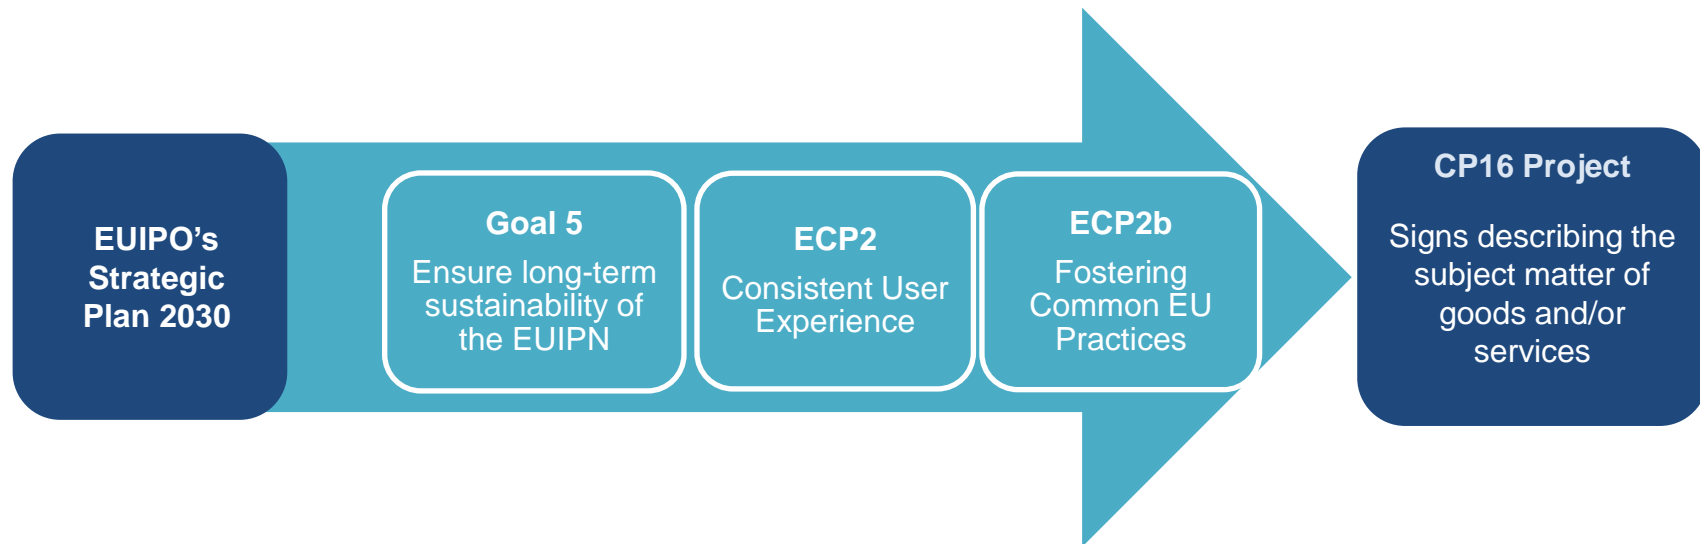 EUIPO’s
Strategic
Plan 2030
Goal 5
Ensure long-term
sustainability of
the EUIPN
ECP2
Consistent User
Experience
ECP2b
Fostering
Common EU
Practices
CP16 Project
Signs describing the
subject matter of
goods and/or
services